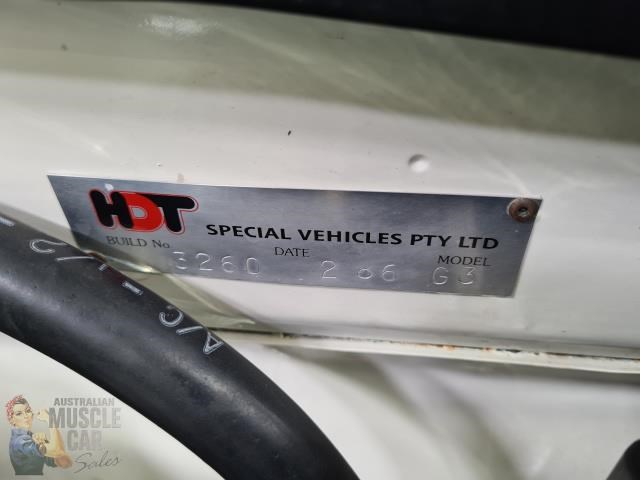 HDT SPECIAL VEHICLES PTY LTD
BUILD No DATE MODEL
3260 2 86 G3
A/C
AUSTRALIAN
MUSCLE
CAR
Sales